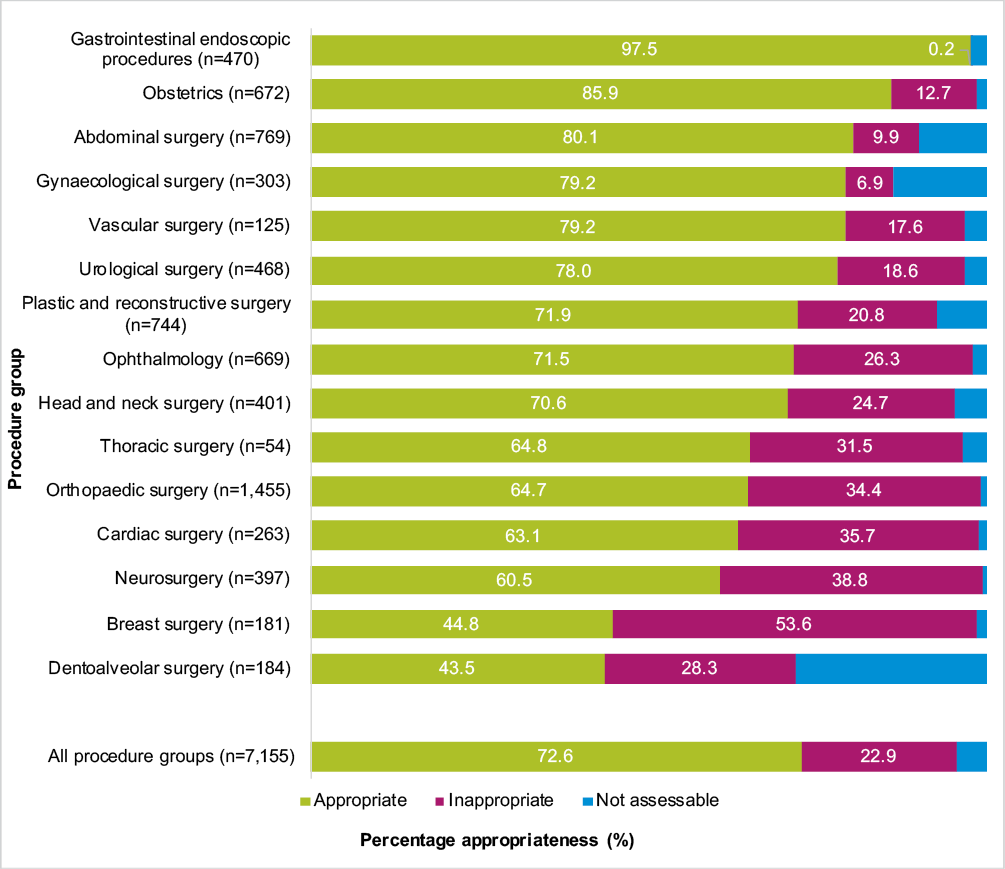 Gastrointestinal endoscopic
procedures (n=470)
97.5
0.2
Obstetrics (n=672)
85.9
12.7
Abdominal surgery (n=769)
80.1
9.9
Gynaecological surgery (n=303)
79.2
6.9
Vascular surgery (n=125)
79.2
17.6
Urological surgery (n=468)
78.0
18.6
Plastic and reconstructive surgery
(n=744)
71.9
20.8
Ophthalmology (n=669)
71.5
26.3
Head and neck surgery (n=401)
70.6
24.7
Thoracic surgery (n=54)
64.8
31.5
Orthopaedic surgery (n=1,455)
64.7
34.4
Cardiac surgery (n=263)
63.1
35.7
Neurosurgery (n=397)
60.5
38.8
Breast surgery (n=181)
44.8
53.6
Dentoalveolar surgery (n=184)
43.5
28.3
All procedure groups (n=7,155)
72.6
22.9
Procedure group
Appropriate
Inappropriate
Not assessable
Percentage appropriateness (%)